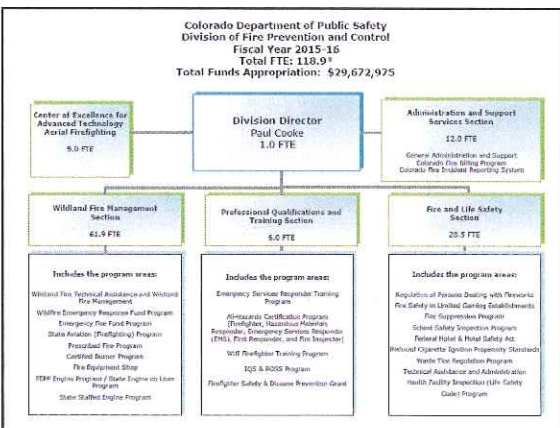 Colorado Department of Public Safety
Division of Fire Prevention and Control
Fiscal Year 2015-16
Total FTE: 118.9*
Total Funds Appropriation: $29,672,975
Center of Excellence for
Advanced Technology
Aerial Firefighting
5.0 FTE
Division Director
Paul Cooke
1.0 FTE
Administration and Support
Services Section
12.0 FTE
General Administration and Support
Colorado Fire Billing Program
Colorado Fire Incident Reporting System
Wildland Fire Management
Section
61.9 FTE
Professional Qualifications and
Training Section
FTE
Fire and Life Safety
Section
20.5 FTE
Includes the program areas:
Wildland Fire Technical Assistance and Wildland
Fire Management
Wildfire Emergency Response Fund Program
Emergency Fire Fund Program
State Aviation (Firefighting) Program
Prescribed Fire Program
Certified Burner Program
Fire Equipment Shop
FEPP Engine Program / State Engine on Loan
Program
State Staffed Engine Program
Includes the program areas:
Emergency Services Responder Training
Program
All-Hazards Certification Program
(Firefighter, Hazardous Materials
Responder, Emergency Services Responder
(EMS), First Responder, and Fire Inspector)
Firefighter Training Program
IQS & ROSS Program
Firefighter Safety & Disease Prevention Grant
Includes the program areas:
Regulation of Persons Dealing with Fireworks
Fire Safety in Limited Gaming Establishments
Fire Suppression Program
School Safety Inspection Program
Federal Hotel & Motel Safety Act
Reduced Cigarette Ignition Propensity Standards
Waste Tire Regulation Program
Technical Assistance and Administration
Health Facility Inspection (Life Safety
Code) Program